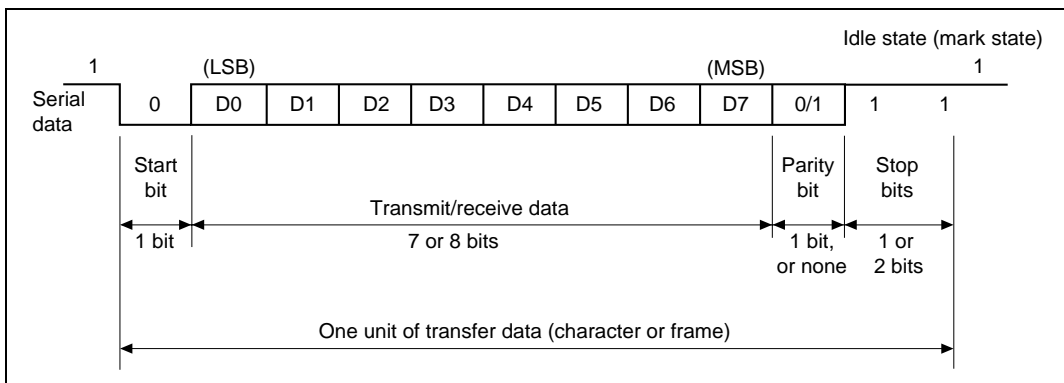 Idle state (mark state)
1 (LSB) (MSB) 1
Serial data
0 D0 D1 D2 D3 D4 D5 D6 D7 0/1 1 1
Start bit
Parity bit
Stop bits
Transmit/receive data
1 bit
7 or 8 bits
1 bit, or none
1 or 2 bits
One unit of transfer data (character or frame)